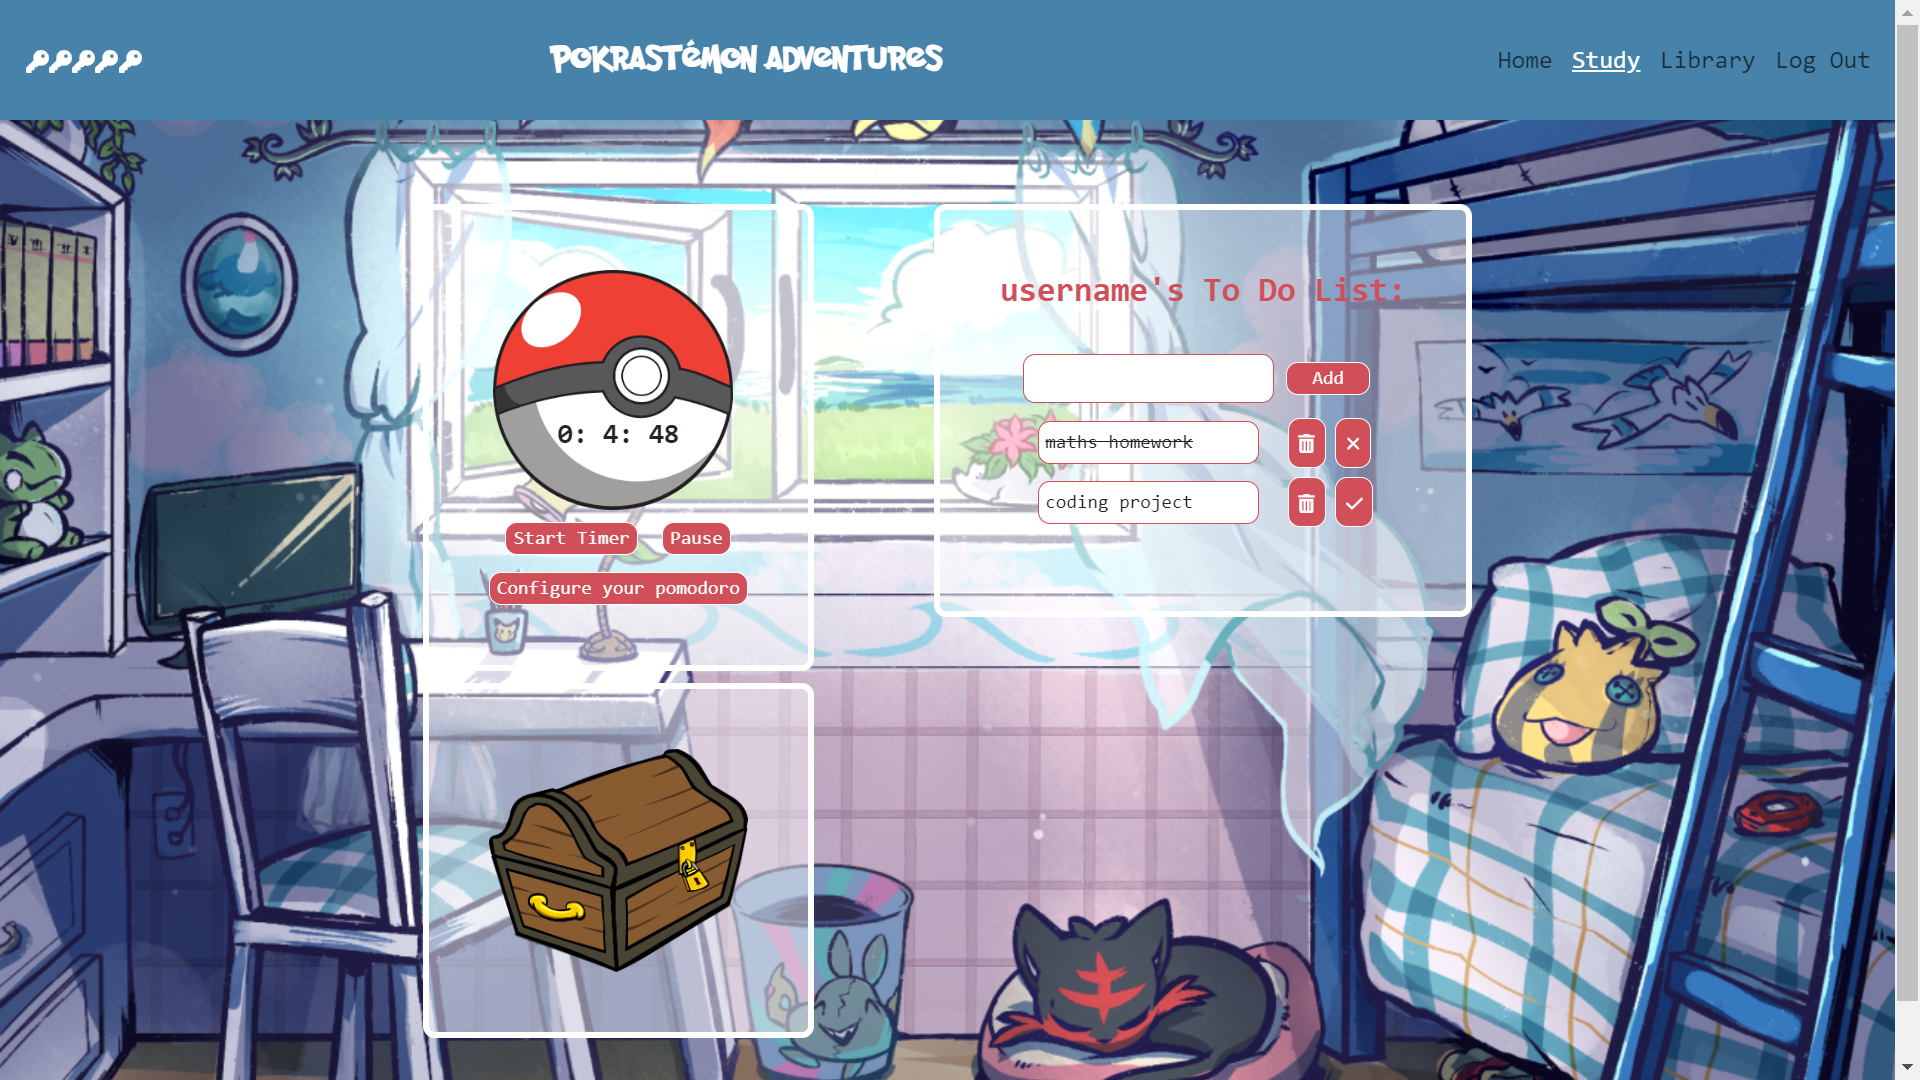 POKRASTéMON ADVENTURES
Home Study Library Log Out
username's To Do List:
Add
maths homework
coding project
0: 4: 48
Start Timer Pause
Configure your pomodoro